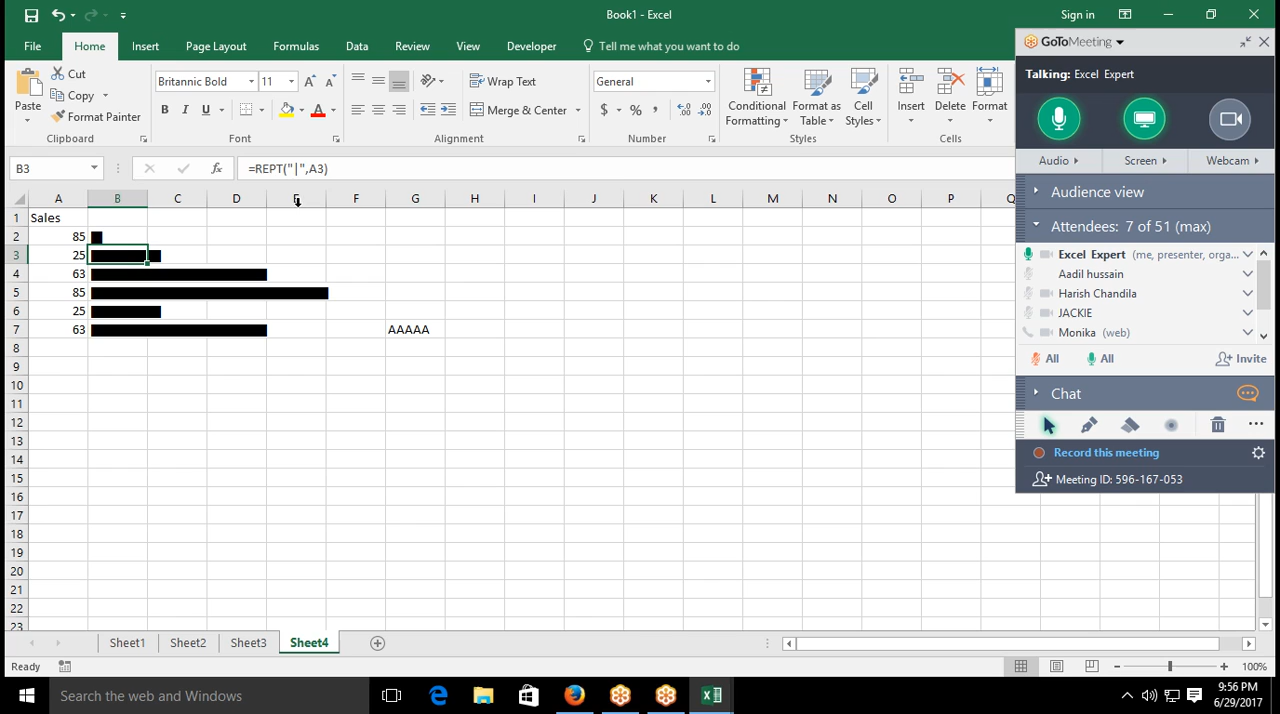 Book1 - Excel
Sign in
File Home Insert Page Layout Formulas Data Review View Developer Tell me what you want to do
Paste
Cut
Copy
Format Painter
Clipboard
Britannic Bold 11
B I U
Font
Wrap Text
Merge & Center
Alignment
General
$ % ,
Number
Conditional Formatting
Format as Table
Cell Styles
Styles
Insert Delete Format
Cells
B3 fx =REPT("|",A3)
A B C D E F G H I J K L M N O P Q
1 Sales
2 85
3 25
4 63
5 85
6 25
7 63 AAAAA
8
9
10
11
12
13
14
15
16
17
18
19
20
21
22
23
Sheet1 Sheet2 Sheet3 Sheet4
Ready
100%
GoToMeeting
Talking: Excel Expert
Audio Screen Webcam
Audience view
Attendees: 7 of 51 (max)
Excel Expert (me, presenter, orga...
Aadil hussain
Harish Chandila
JACKIE
Monika (web)
All All Invite
Chat
Record this meeting
Meeting ID: 596-167-053
Search the web and Windows
9:56 PM
6/29/2017